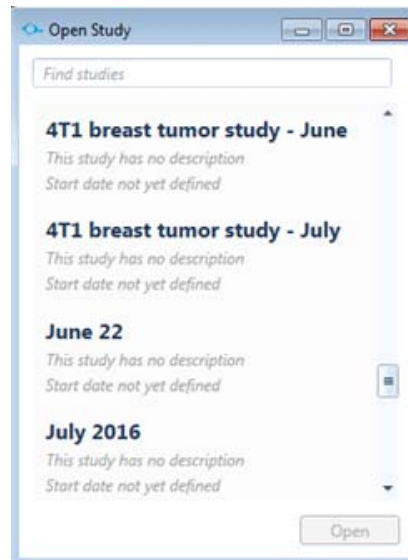 Open Study
Find studies
4T1 breast tumor study - June
This study has no description
Start date not yet defined
4T1 breast tumor study - July
This study has no description
Start date not yet defined
June 22
This study has no description
Start date not yet defined
July 2016
This study has no description
Start date not yet defined
Open